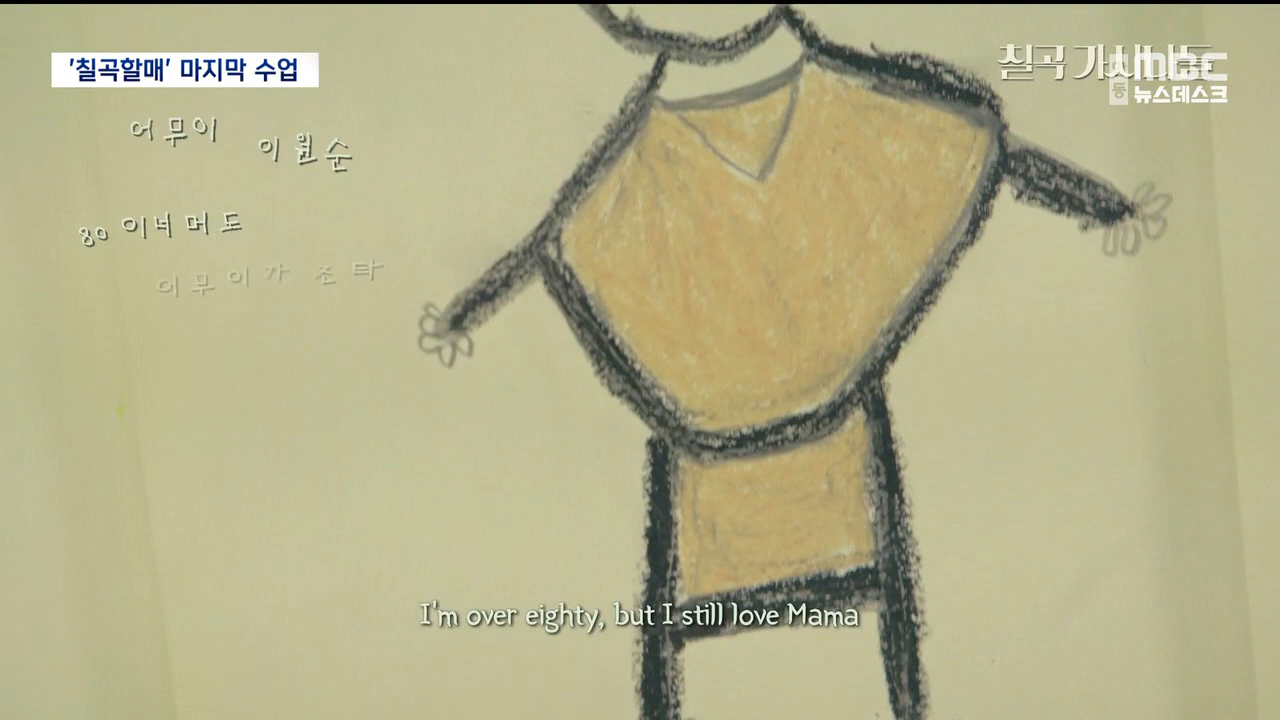 '칠곡할매' 마지막 수업
칠곡 가시나들
MBC
뉴스데스크
어무이
이원순
80 이너머도
어무이가 조타
I'm over eighty, but I still love Mama